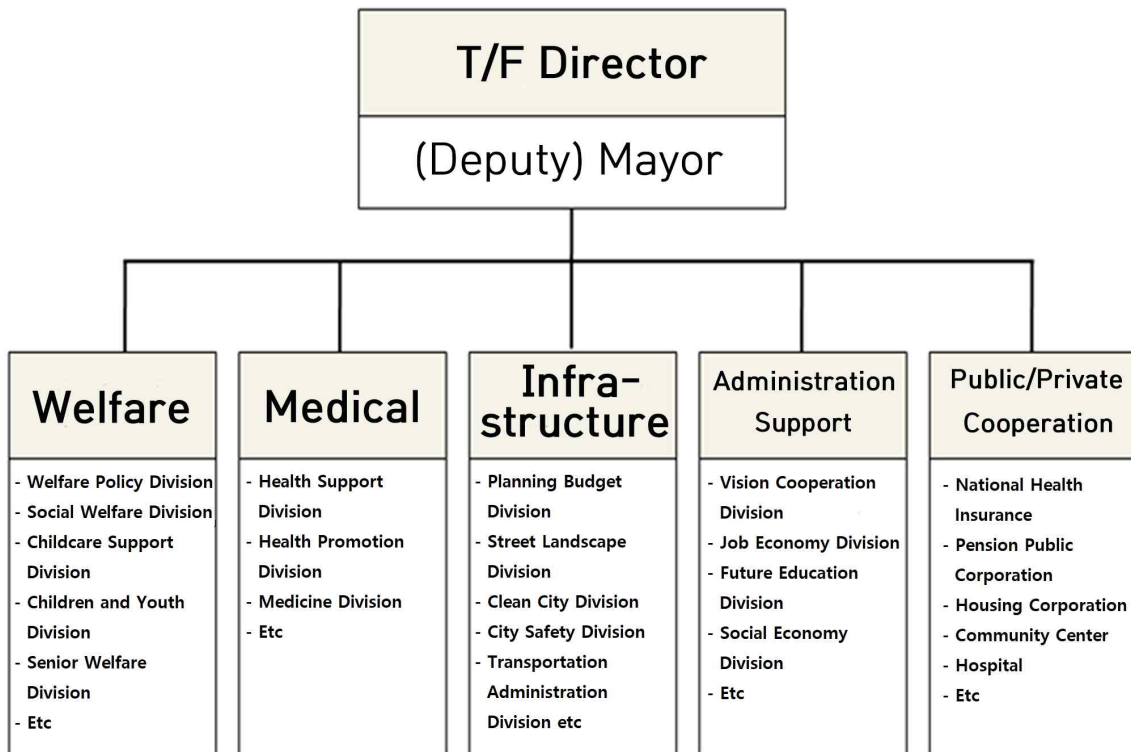 T/F Director
(Deputy) Mayor
Welfare
- Welfare Policy Division
- Social Welfare Division
- Childcare Support
Division
- Children and Youth
Division
- Senior Welfare
Division
- Etc
Medical
- Health Support
Division
- Health Promotion
Division
- Medicine Division
- Etc
Infra-
structure
- Planning Budget
Division
- Street Landscape
Division
- Clean City Division
- City Safety Division
- Transportation
Administration
Division etc
Administration
Support
- Vision Cooperation
Division
- Job Economy Division
- Future Education
Division
- Social Economy
Division
- Etc
Public/Private
Cooperation
- National Health
Insurance
- Pension Public
Corporation
- Housing Corporation
- Community Center
- Hospital
- Etc